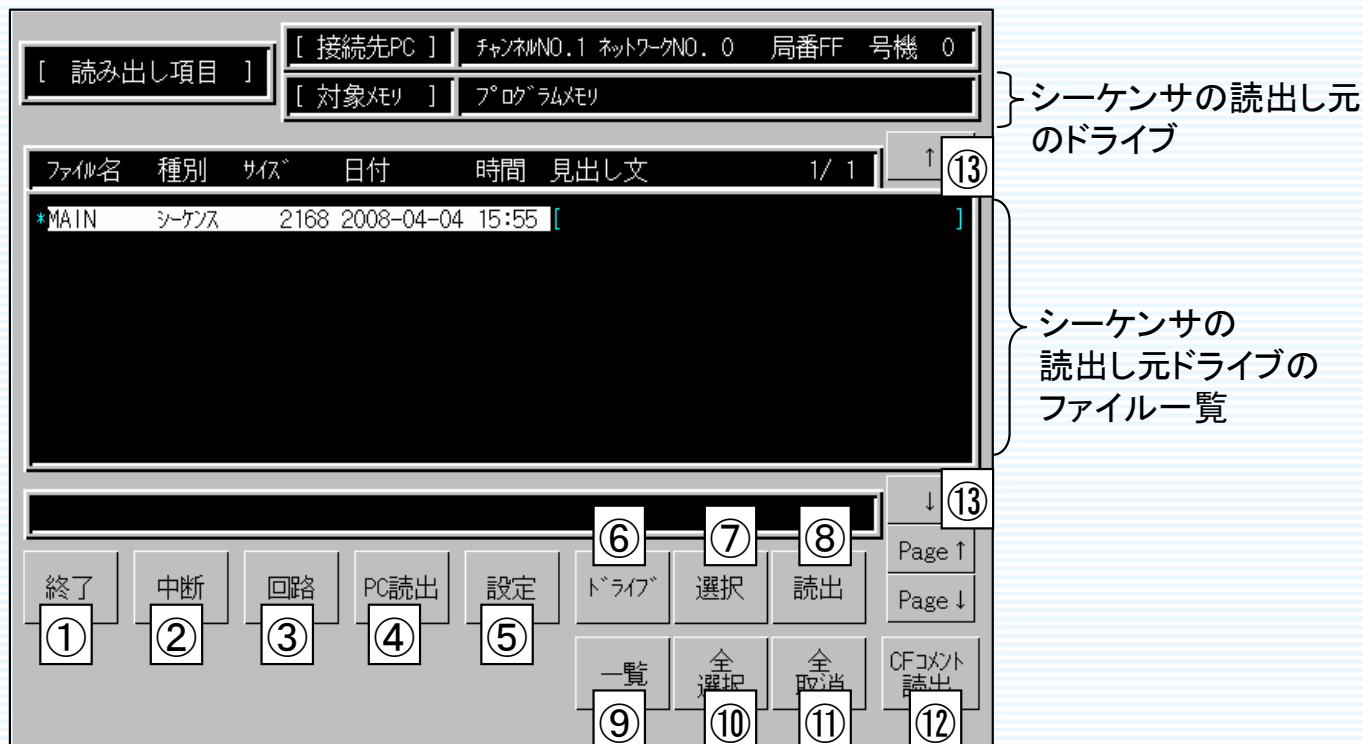 [ 読み出し項目 ]
[ 接続先PC ] チャンネルNO.1 ネットワークNO. 0 局番FF 号機 0
[ 対象メモリ ] プログラムメモリ
シーケンサの読出し元
のドライブ
ファイル名 種別 サイズ 日付 時間 見出し文 1/ 1
↑ ⑬
*MAIN シーケンス 2168 2008-04-04 15:55 [ ]
シーケンサの
読出し元ドライブの
ファイル一覧
↓ ⑬
⑥ ⑦ ⑧
Page↑
終了 中断 回路 PC読出 設定 ドライブ 選択 読出
Page↓
① ② ③ ④ ⑤
一覧 全
選択 全
取消 CFコメント
読出
⑨ ⑩ ⑪ ⑫